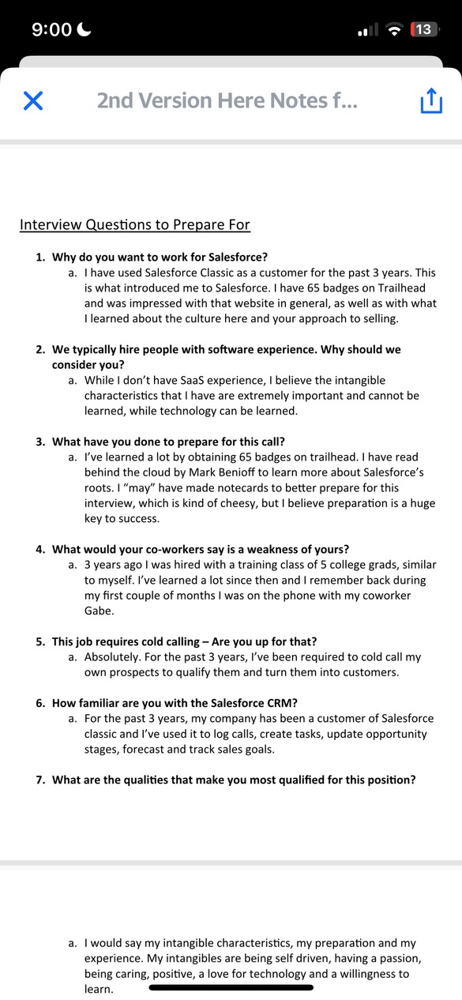 9:00
13
2nd Version Here Notes f...
Interview Questions to Prepare For
1. Why do you want to work for Salesforce?
a. I have used Salesforce Classic as a customer for the past 3 years. This
is what introduced me to Salesforce. I have 65 badges on Trailhead
and was impressed with that website in general, as well as with what
I learned about the culture here and your approach to selling.
2. We typically hire people with software experience. Why should we
consider you?
a. While I don’t have SaaS experience, I believe the intangible
characteristics that I have are extremely important and cannot be
learned, while technology can be learned.
3. What have you done to prepare for this call?
a. I’ve learned a lot by obtaining 65 badges on trailhead. I have read
behind the cloud by Mark Benioff to learn more about Salesforce’s
roots. I “may” have made notecards to better prepare for this
interview, which is kind of cheesy, but I believe preparation is a huge
key to success.
4. What would your co-workers say is a weakness of yours?
a. 3 years ago I was hired with a training class of 5 college grads, similar
to myself. I’ve learned a lot since then and I remember back during
my first couple of months I was on the phone with my coworker
Gabe.
5. This job requires cold calling – Are you up for that?
a. Absolutely. For the past 3 years, I’ve been required to cold call my
own prospects to qualify them and turn them into customers.
6. How familiar are you with the Salesforce CRM?
a. For the past 3 years, my company has been a customer of Salesforce
classic and I’ve used it to log calls, create tasks, update opportunity
stages, forecast and track sales goals.
7. What are the qualities that make you most qualified for this position?
a. I would say my intangible characteristics, my preparation and my
experience. My intangibles are being self driven, having a passion,
being caring, positive, a love for technology and a willingness to
learn.